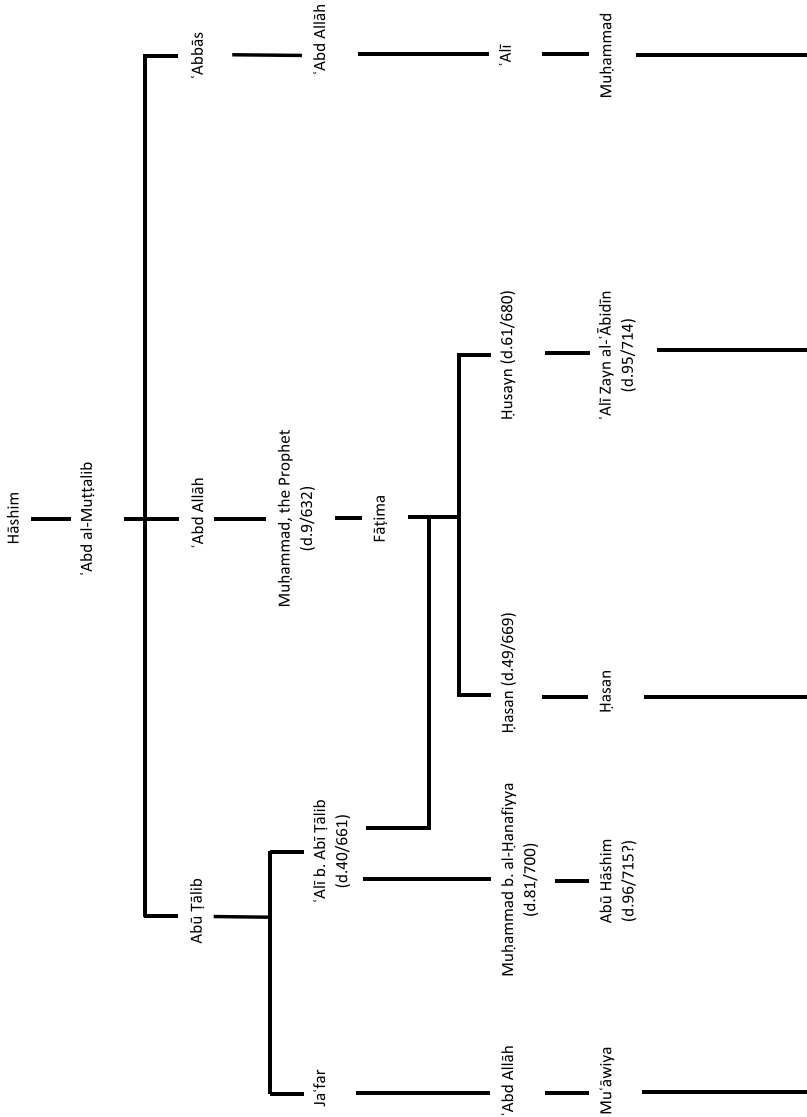 Hāshim
ʿAbd al-Muṭṭalib
Abū Ṭālib
ʿAbd Allāh
ʿAbbās
Jaʿfar
ʿAlī b. Abī Ṭālib
(d.40/661)
Muḥammad, the Prophet
(d.9/632)
ʿAbd Allāh
Fāṭima
ʿAbd Allāh
Muḥammad b. al-Ḥanafiyya
(d.81/700)
Ḥasan (d.49/669)
Ḥusayn (d.61/680)
ʿAlī
Muʿāwiya
Abū Hāshim
(d.96/715?)
Ḥasan
ʿAlī Zayn al-ʿĀbidīn
(d.95/714)
Muḥammad